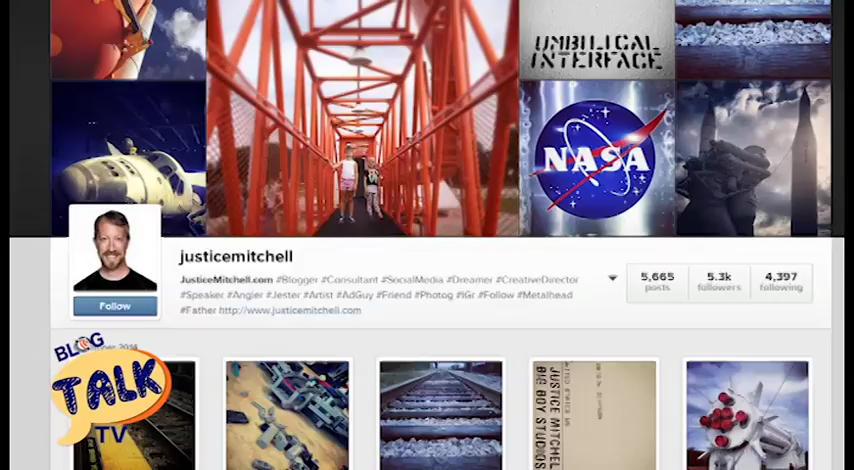 UMBILICAL
INTERFACE
NASA
justicemitchell
JusticeMitchell.com #Blogger #Consultant #SocialMedia #Dreamer #CreativeDirector
#Speaker #Angler #Jester #Artist #AdGuy #Friend #Photog #IGr #Follow #Metalhead
#Father http://www.justicemitchell.com
5,665
posts
5.3k
followers
4,397
following
Follow
2014
BLOG
TALK
TV
JUSTICE MITCHEL
BIG BOY STUDIOS